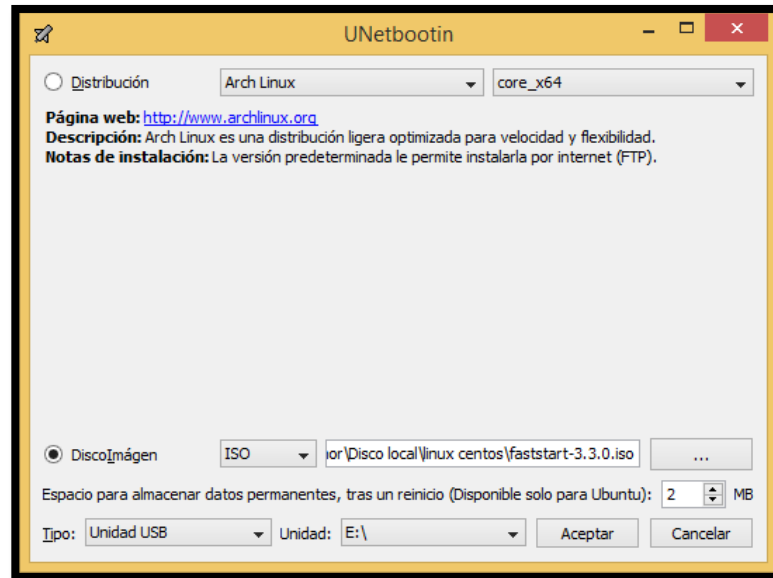 UNetbootin
Distribución Arch Linux core_x64
Página web: http://www.archlinux.org
Descripción: Arch Linux es una distribución ligera optimizada para velocidad y flexibilidad.
Notas de instalación: La versión predeterminada le permite instalarla por internet (FTP).
DiscoImágen ISO ıor\Disco local\linux centos\faststart-3.3.0.iso ...
Espacio para almacenar datos permanentes, tras un reinicio (Disponible solo para Ubuntu): 2 MB
Tipo: Unidad USB Unidad: E:\ Aceptar Cancelar